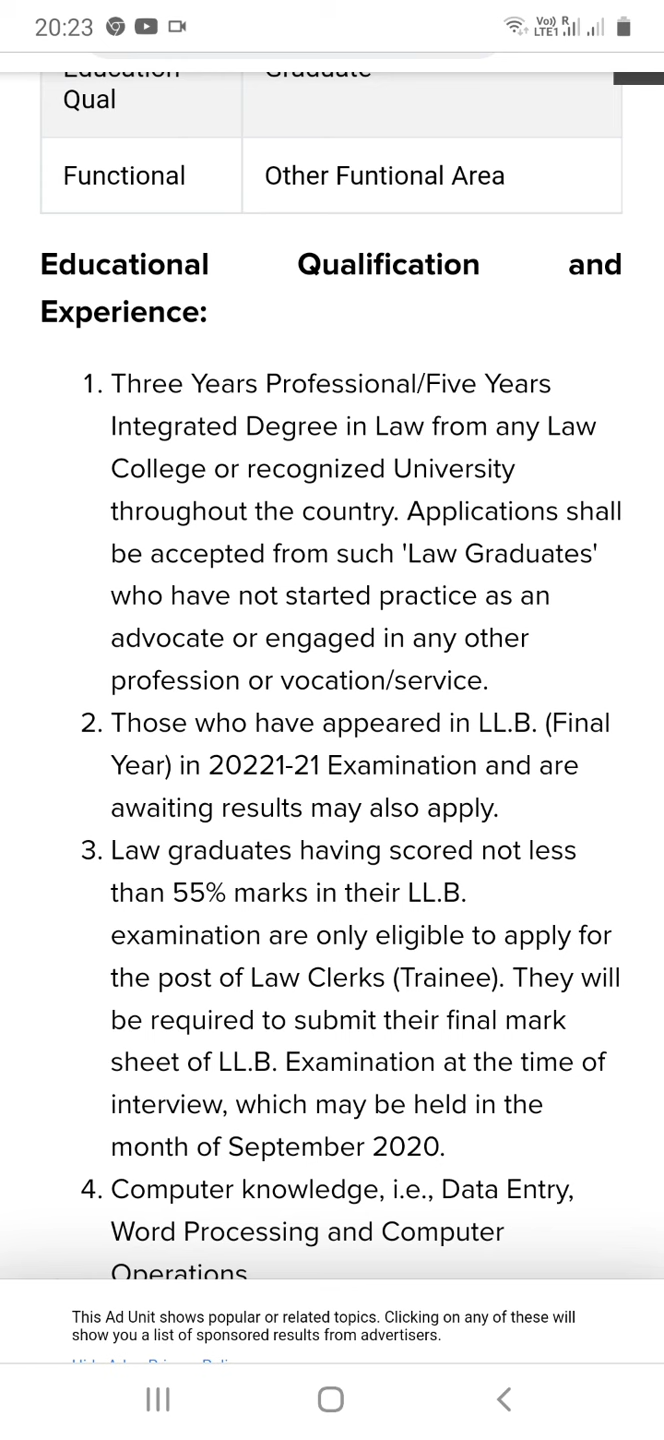 20:23
Vo)) R
LTE1
Education Graduate
Qual
Functional Other Funtional Area
Educational Qualification and
Experience:
1. Three Years Professional/Five Years
Integrated Degree in Law from any Law
College or recognized University
throughout the country. Applications shall
be accepted from such 'Law Graduates'
who have not started practice as an
advocate or engaged in any other
profession or vocation/service.
2. Those who have appeared in LL.B. (Final
Year) in 20221-21 Examination and are
awaiting results may also apply.
3. Law graduates having scored not less
than 55% marks in their LL.B.
examination are only eligible to apply for
the post of Law Clerks (Trainee). They will
be required to submit their final mark
sheet of LL.B. Examination at the time of
interview, which may be held in the
month of September 2020.
4. Computer knowledge, i.e., Data Entry,
Word Processing and Computer
Operations
This Ad Unit shows popular or related topics. Clicking on any of these will
show you a list of sponsored results from advertisers.